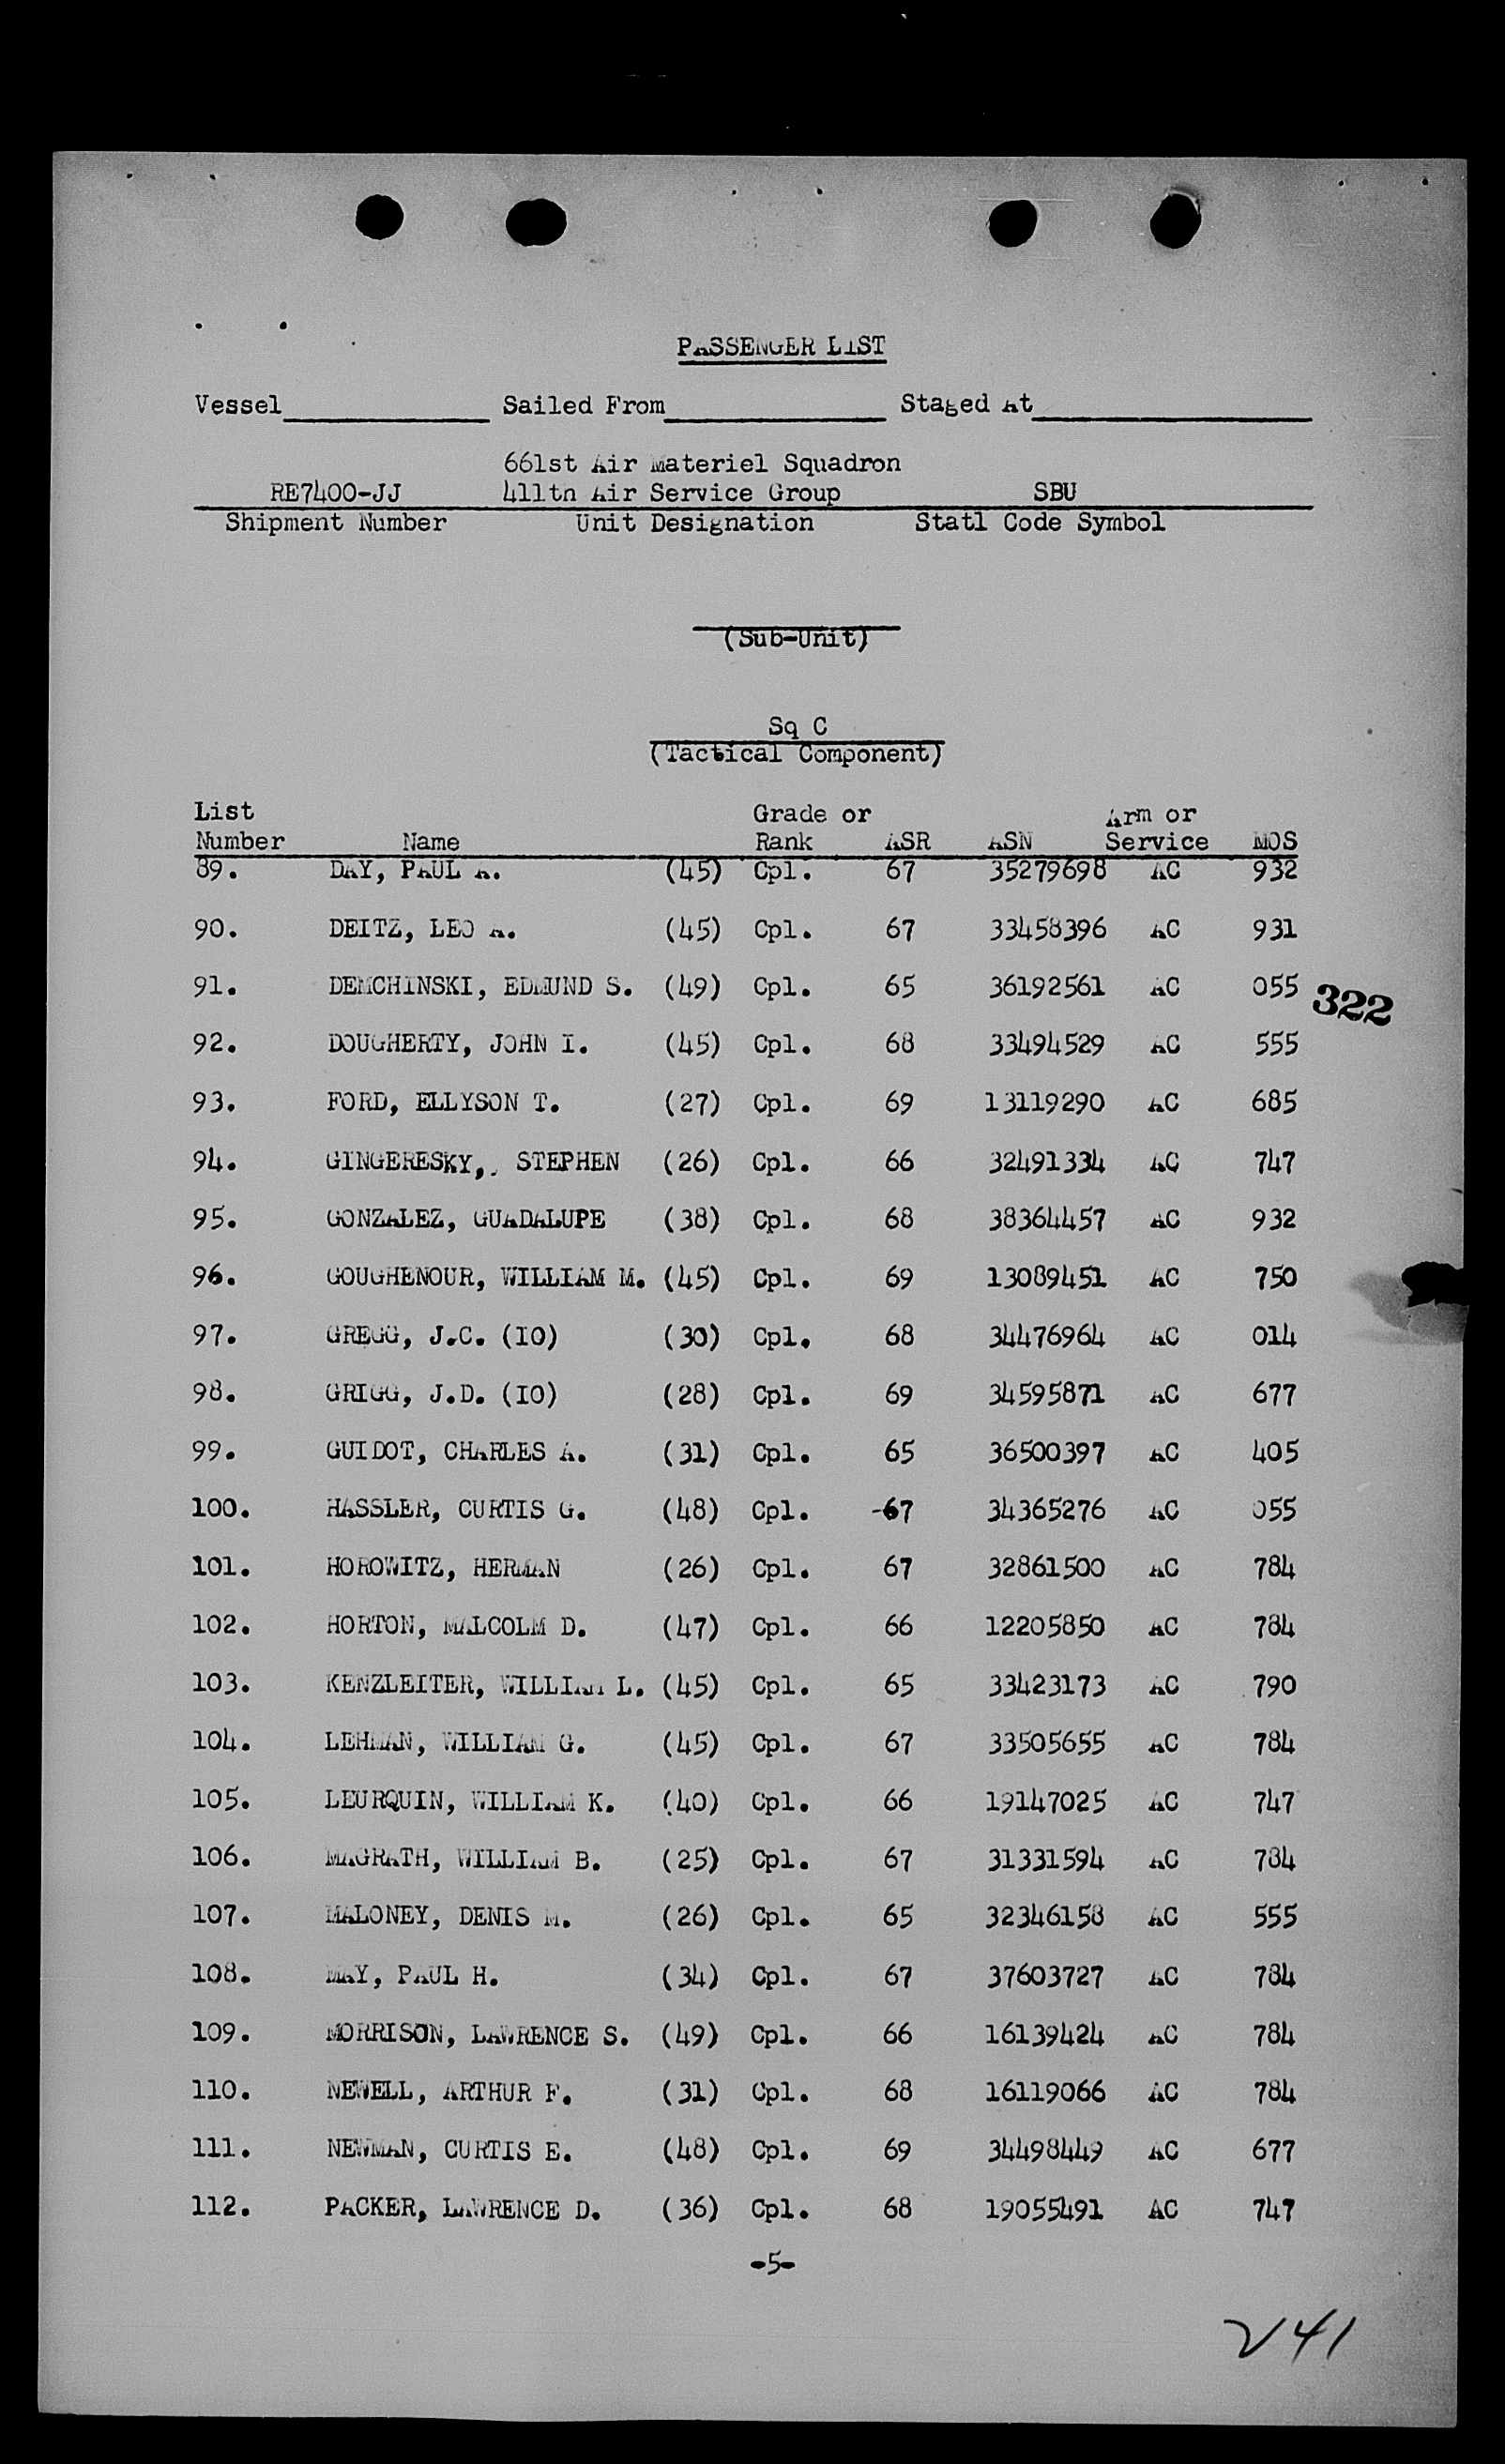 PASSENGER LIST
Vessel Sailed From Staged At
661st Air Materiel Squadron
RE7400-JJ 411th Air Service Group SBU
Shipment Number Unit Designation Statl Code Symbol
(Sub-Unit)
Sq C
(Tactical Component)
List Grade or Arm or
Number Name Rank ASR ASN Service MOS
89. DAY, PAUL A. (45) Cpl. 67 35279698 AC 932
90. DEITZ, LEO A. (45) Cpl. 67 33458396 AC 931
91. DEMCHINSKI, EDMUND S. (49) Cpl. 65 36192561 AC 055
322
92. DOUGHERTY, JOHN I. (45) Cpl. 68 33494529 AC 555
93. FORD, ELLYSON T. (27) Cpl. 69 13119290 AC 685
94. GINGERESKY, STEPHEN (26) Cpl. 66 32491334 AC 747
95. GONZALEZ, GUADALUPE (38) Cpl. 68 38364457 AC 932
96. GOUGHENOUR, WILLIAM M. (45) Cpl. 69 13089451 AC 750
97. GREGG, J.C. (IO) (30) Cpl. 68 34476964 AC 014
98. GRIGG, J.D. (IO) (28) Cpl. 69 34595871 AC 677
99. GUIDOT, CHARLES A. (31) Cpl. 65 36500397 AC 405
100. HASSLER, CURTIS G. (48) Cpl. -67 34365276 AC 055
101. HOROWITZ, HERMAN (26) Cpl. 67 32861500 AC 784
102. HORTON, MALCOLM D. (47) Cpl. 66 12205850 AC 784
103. KENZLEITER, WILLIAM L. (45) Cpl. 65 33423173 AC 790
104. LEHMAN, WILLIAM G. (45) Cpl. 67 33505655 AC 784
105. LEURQUIN, WILLIAM K. (40) Cpl. 66 19147025 AC 747
106. MAGRATH, WILLIAM B. (25) Cpl. 67 31331594 AC 784
107. MALONEY, DENIS M. (26) Cpl. 65 32346158 AC 555
108. MAY, PAUL H. (34) Cpl. 67 37603727 AC 784
109. MORRISON, LAWRENCE S. (49) Cpl. 66 16139424 AC 784
110. NEWELL, ARTHUR F. (31) Cpl. 68 16119066 AC 784
111. NEWMAN, CURTIS E. (48) Cpl. 69 34498449 AC 677
112. PACKER, LAWRENCE D. (36) Cpl. 68 19055491 AC 747
-5-
241